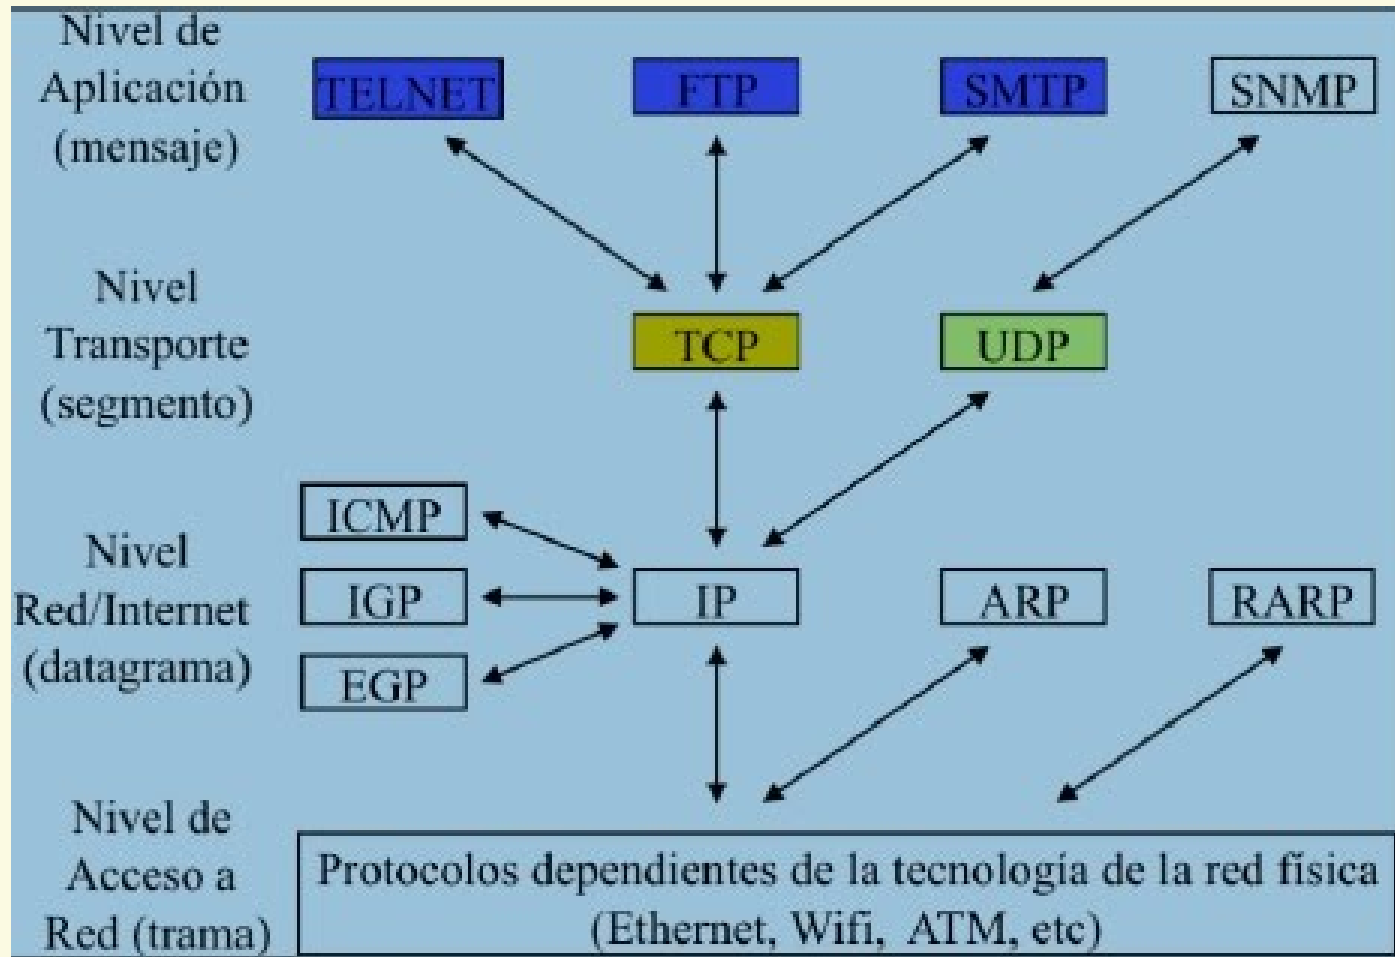 Nivel de
Aplicación
(mensaje)
TELNET
FTP
SMTP
SNMP
Nivel
Transporte
(segmento)
TCP
UDP
Nivel
Red/Internet
(datagrama)
ICMP
IGP
EGP
IP
ARP
RARP
Nivel de
Acceso a
Red (trama)
Protocolos dependientes de la tecnología de la red física
(Ethernet, Wifi, ATM, etc)